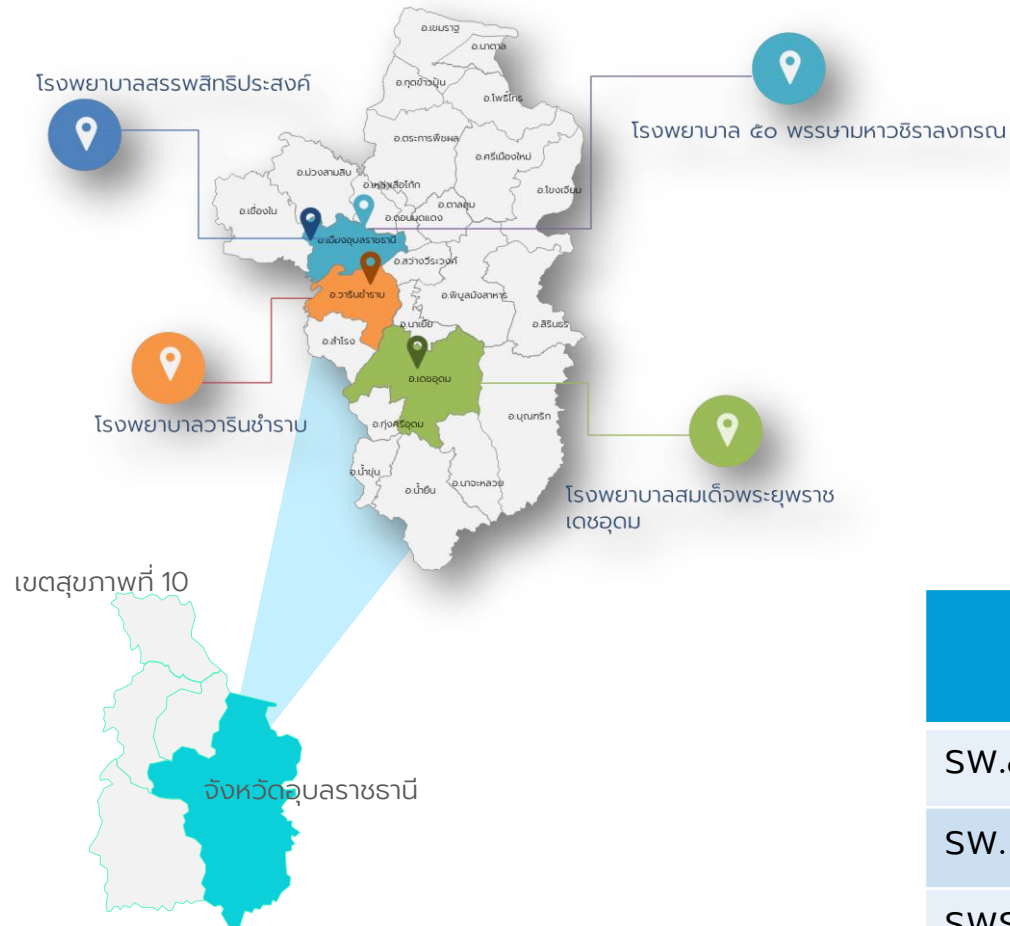 อ.เขมราฐ
อ.นาตาล
อ.กุดข้าวปุ้น
อ.โพธิ์ไทร
โรงพยาบาลสรรพสิทธิประสงค์
โรงพยาบาล ๕๐ พรรษามหาวชิราลงกรณ
อ.ตระการพืชผล
อ.ศรีเมืองใหม่
อ.ม่วงสามสิบ
อ.เหล่าเสือโก้ก
อ.โขงเจียม
อ.ตาลสุม
อ.เขื่องใน
อ.ดอนมดแดง
อ.เมืองอุบลราชธานี
อ.สว่างวีระวงศ์
อ.วารินชำราบ
อ.พิบูลมังสาหาร
อ.นาเยีย
อ.สิรินธร
อ.สำโรง
อ.เดชอุดม
โรงพยาบาลวารินชำราบ
อ.บุณฑริก
อ.ทุ่งศรีอุดม
อ.น้ำขุ่น
อ.น้ำยืน
อ.นาจะหลวย
โรงพยาบาลสมเด็จพระยุพราช
เดชอุดม
เขตสุขภาพที่ 10
จังหวัดอุบลราชธานี
รพ.
รพ.
รพร